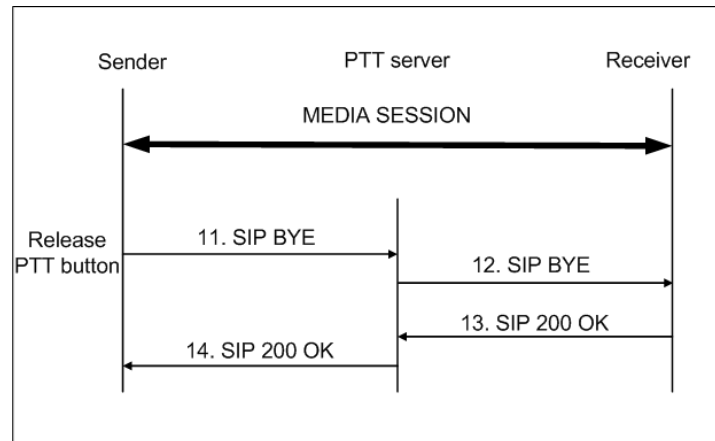 Sender
PTT server
Receiver
MEDIA SESSION
Release
PTT button
11. SIP BYE
12. SIP BYE
13. SIP 200 OK
14. SIP 200 OK